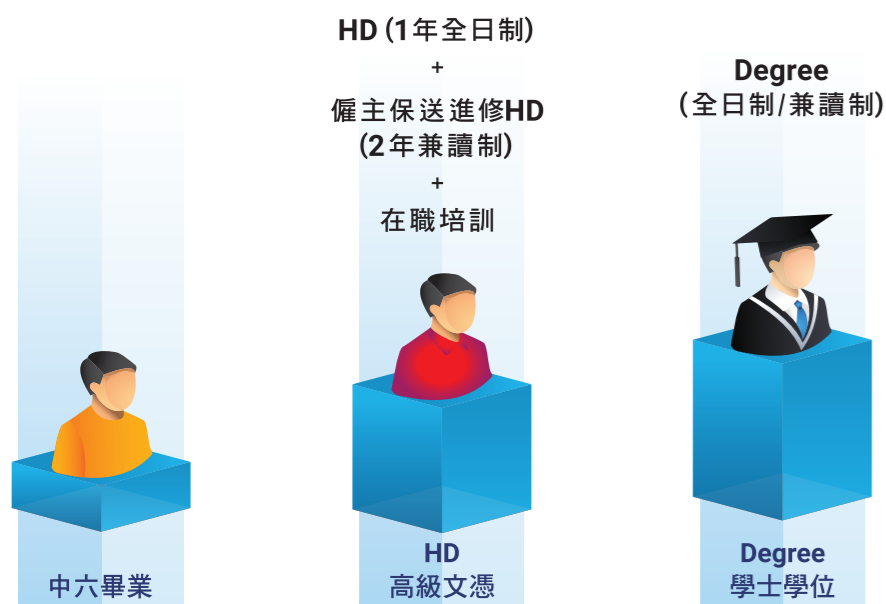 HD (1年全日制)
+
僱主保送進修HD
(2年兼讀制)
+
在職培訓
Degree
(全日制/兼讀制)
中六畢業
HD
高級文憑
Degree
學士學位